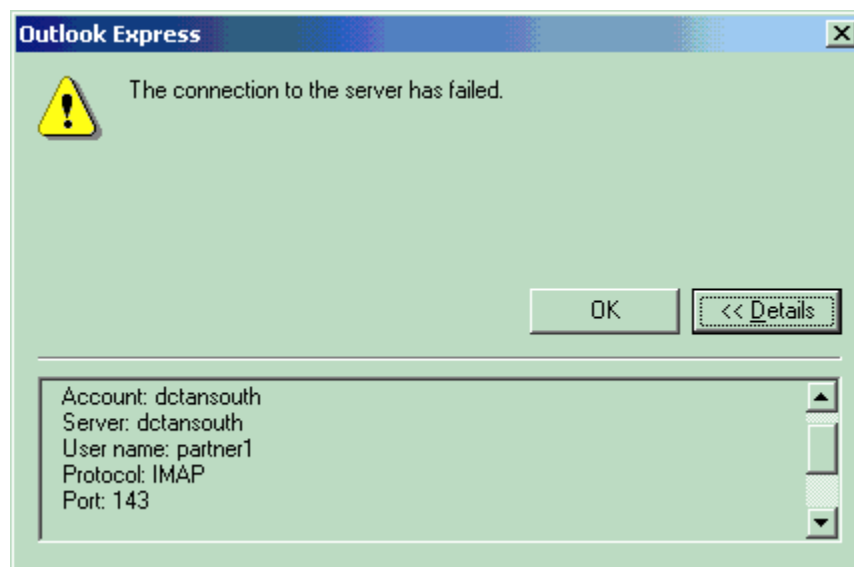 Outlook Express
The connection to the server has failed.
OK
<< Details
Account: dctansouth
Server: dctansouth
User name: partner1
Protocol: IMAP
Port: 143